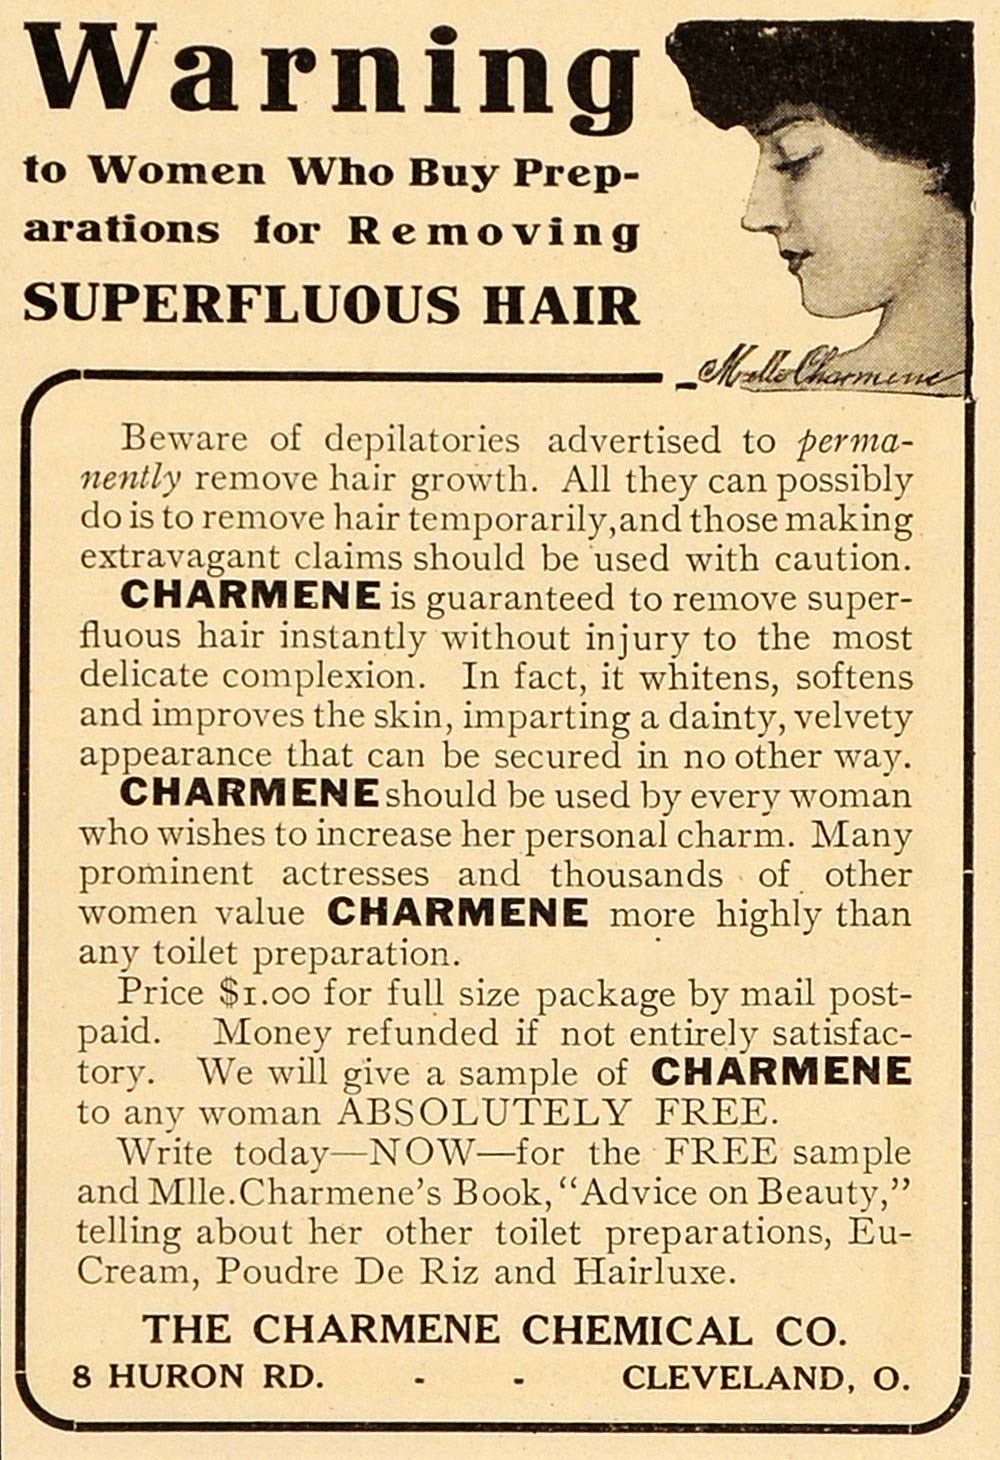 Warning
to Women Who Buy Prep-
arations for Removing
SUPERFLUOUS HAIR
Mlle Charmene
Beware of depilatories advertised to perma-
nently remove hair growth. All they can possibly
do is to remove hair temporarily, and those making
extravagant claims should be used with caution.
CHARMENE is guaranteed to remove super-
fluous hair instantly without injury to the most
delicate complexion. In fact, it whitens, softens
and improves the skin, imparting a dainty, velvety
appearance that can be secured in no other way.
CHARMENE should be used by every woman
who wishes to increase her personal charm. Many
prominent actresses and thousands of other
women value CHARMENE more highly than
any toilet preparation.
Price $1.00 for full size package by mail post-
paid. Money refunded if not entirely satisfac-
tory. We will give a sample of CHARMENE
to any woman ABSOLUTELY FREE.
Write today—NOW—for the FREE sample
and Mlle. Charmene's Book, "Advice on Beauty,"
telling about her other toilet preparations, Eu-
Cream, Poudre De Riz and Hairluxe.
THE CHARMENE CHEMICAL CO.
8 HURON RD. - - CLEVELAND, O.